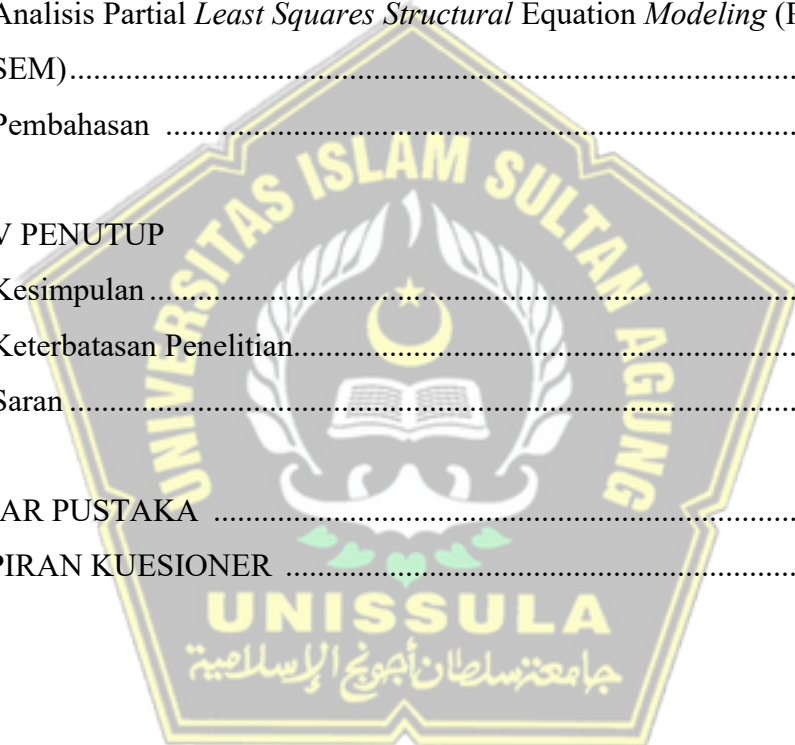 Analisis Partial Least Squares Structural Equation Modeling (P
SEM)................................................................
Pembahasan ................................................................
V PENUTUP
Kesimpulan ................................................................
Keterbatasan Penelitian................................................................
Saran ................................................................
AR PUSTAKA ................................................................
PIRAN KUESIONER ................................................................
UNIVERSITAS ISLAM SULTAN AGUNG
UNISSULA
جامعة سلطان أجونج الإسلامية